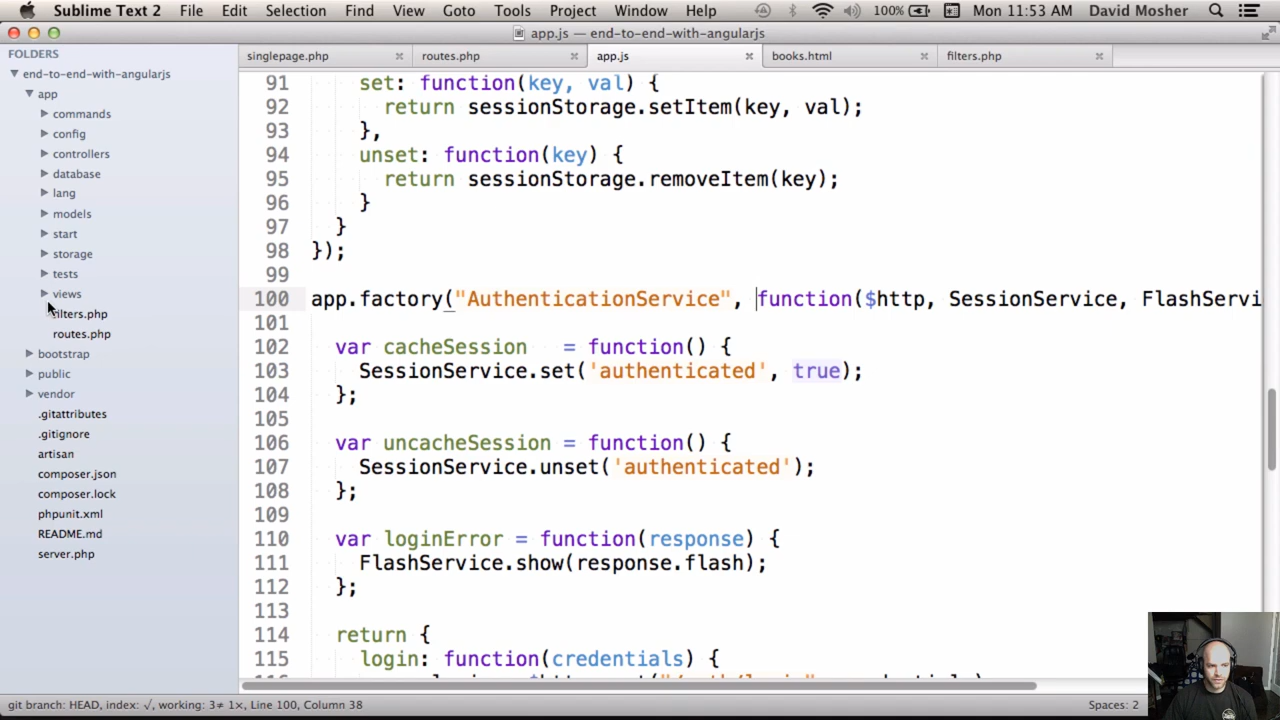 Sublime Text 2 File Edit Selection Find View Goto Tools Project Window Help 100% Mon 11:53 AM David Mosher
app.js — end-to-end-with-angularjs
FOLDERS
end-to-end-with-angularjs
app
commands
config
controllers
database
lang
models
start
storage
tests
views
filters.php
routes.php
bootstrap
public
vendor
.gitattributes
.gitignore
artisan
composer.json
composer.lock
phpunit.xml
README.md
server.php
singlepage.php routes.php app.js books.html filters.php
91 set: function(key, val) {
92 return sessionStorage.setItem(key, val);
93 },
94 unset: function(key) {
95 return sessionStorage.removeItem(key);
96 }
97 }
98 });
99
100 app.factory("AuthenticationService", function($http, SessionService, FlashServi
101
102 var cacheSession = function() {
103 SessionService.set('authenticated', true);
104 };
105
106 var uncacheSession = function() {
107 SessionService.unset('authenticated');
108 };
109
110 var loginError = function(response) {
111 FlashService.show(response.flash);
112 };
113
114 return {
115 login: function(credentials) {
git branch: HEAD, index: √, working: 3≠ 1×, Line 100, Column 38 Spaces: 2